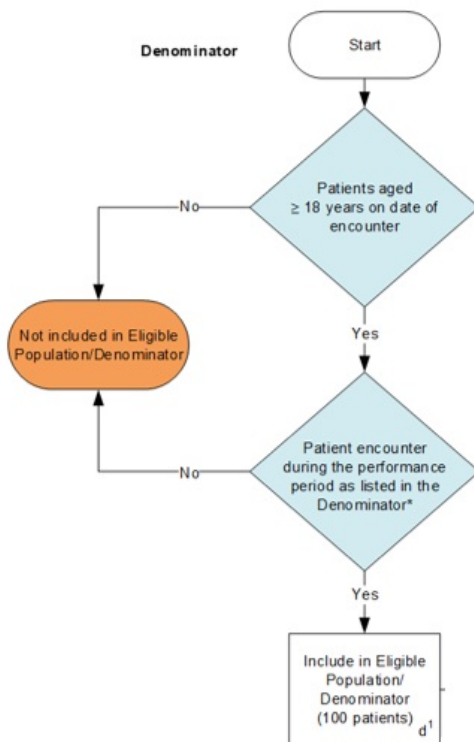 Denominator
Start
Patients aged
≥ 18 years on date of
encounter
No
Not included in Eligible
Population/Denominator
Yes
Patient encounter
during the performance
period as listed in the
Denominator*
No
Yes
Include in Eligible
Population/
Denominator
(100 patients)
d¹